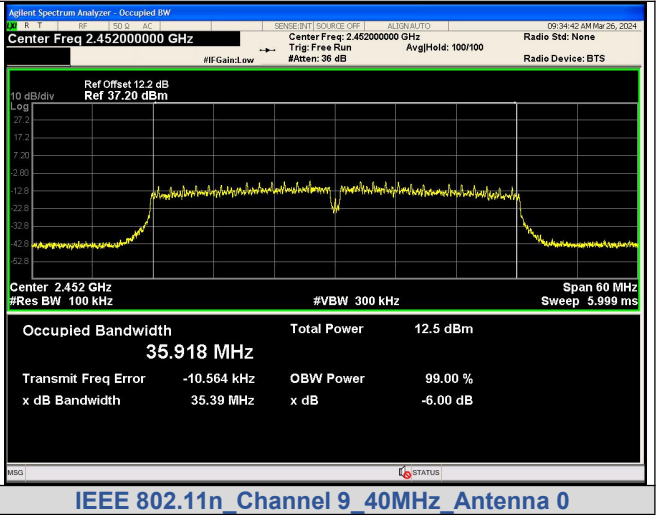 Agilent Spectrum Analyzer - Occupied BW
R T RF 50 Ω AC SENSE:INT SOURCE OFF ALIGN AUTO 09:34:42 AM Mar 26, 2024
Center Freq 2.452000000 GHz Center Freq: 2.452000000 GHz Radio Std: None
Trig: Free Run Avg|Hold: 100/100
#IFGain:Low #Atten: 36 dB Radio Device: BTS
Ref Offset 12.2 dB
10 dB/div Ref 37.20 dBm
Log
27.2
17.2
7.20
-2.80
-12.8
-22.8
-32.8
-42.8
-52.8
Center 2.452 GHz Span 60 MHz
#Res BW 100 kHz #VBW 300 kHz Sweep 5.999 ms
Occupied Bandwidth Total Power 12.5 dBm
35.918 MHz
Transmit Freq Error -10.564 kHz OBW Power 99.00 %
x dB Bandwidth 35.39 MHz x dB -6.00 dB
MSG STATUS
IEEE 802.11n_Channel 9_40MHz_Antenna 0